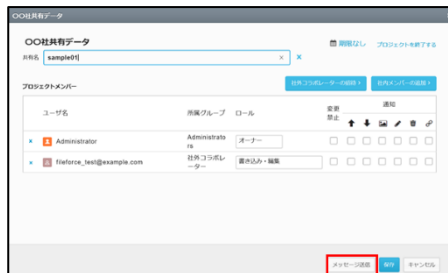 〇〇社共有データ
〇〇社共有データ
期限なし プロジェクトを終了する
共有名 sample01
プロジェクトメンバー
社外コラボレーターの招待 社内メンバーの追加
ユーザ名 所属グループ ロール 変更禁止 通知
Administrator Administrators オーナー
fileforce_test@example.com 社外コラボレーター 書き込み・編集
メッセージ送信 保存 キャンセル